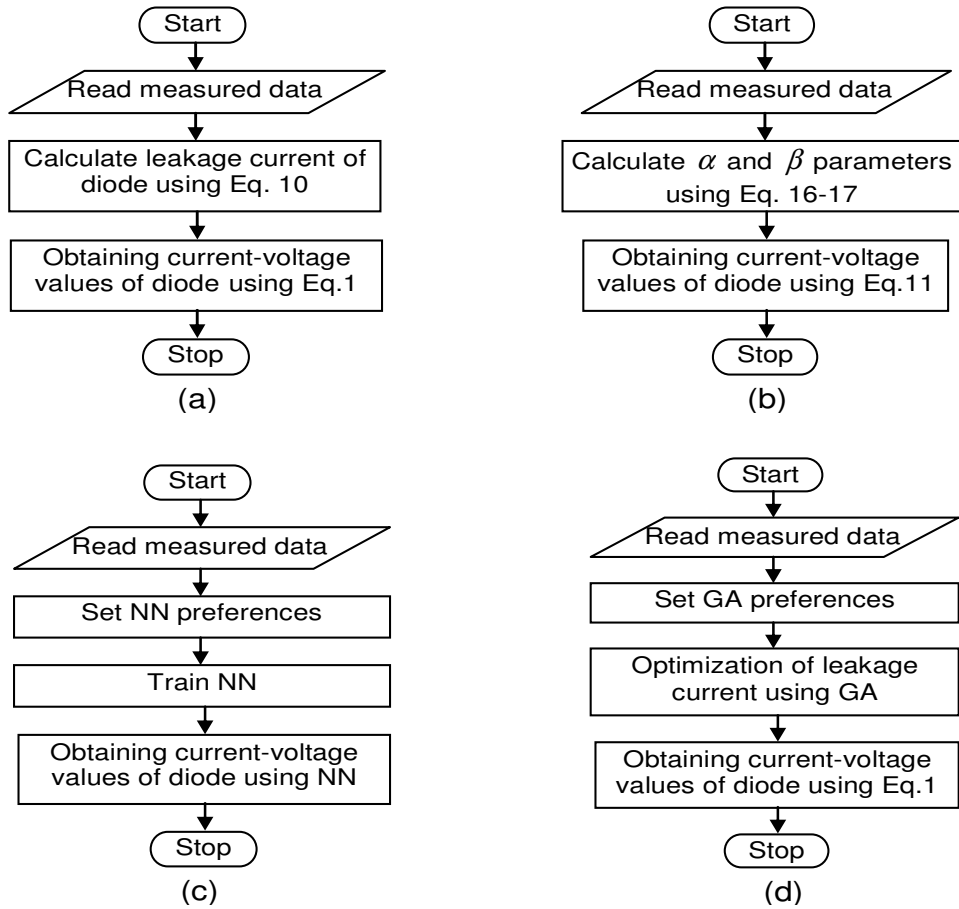 Start
Read measured data
Calculate leakage current of
diode using Eq. 10
Obtaining current-voltage
values of diode using Eq.1
Stop
(a)
Start
Read measured data
Calculate α and β parameters
using Eq. 16-17
Obtaining current-voltage
values of diode using Eq.11
Stop
(b)
Start
Read measured data
Set NN preferences
Train NN
Obtaining current-voltage
values of diode using NN
Stop
(c)
Start
Read measured data
Set GA preferences
Optimization of leakage
current using GA
Obtaining current-voltage
values of diode using Eq.1
Stop
(d)